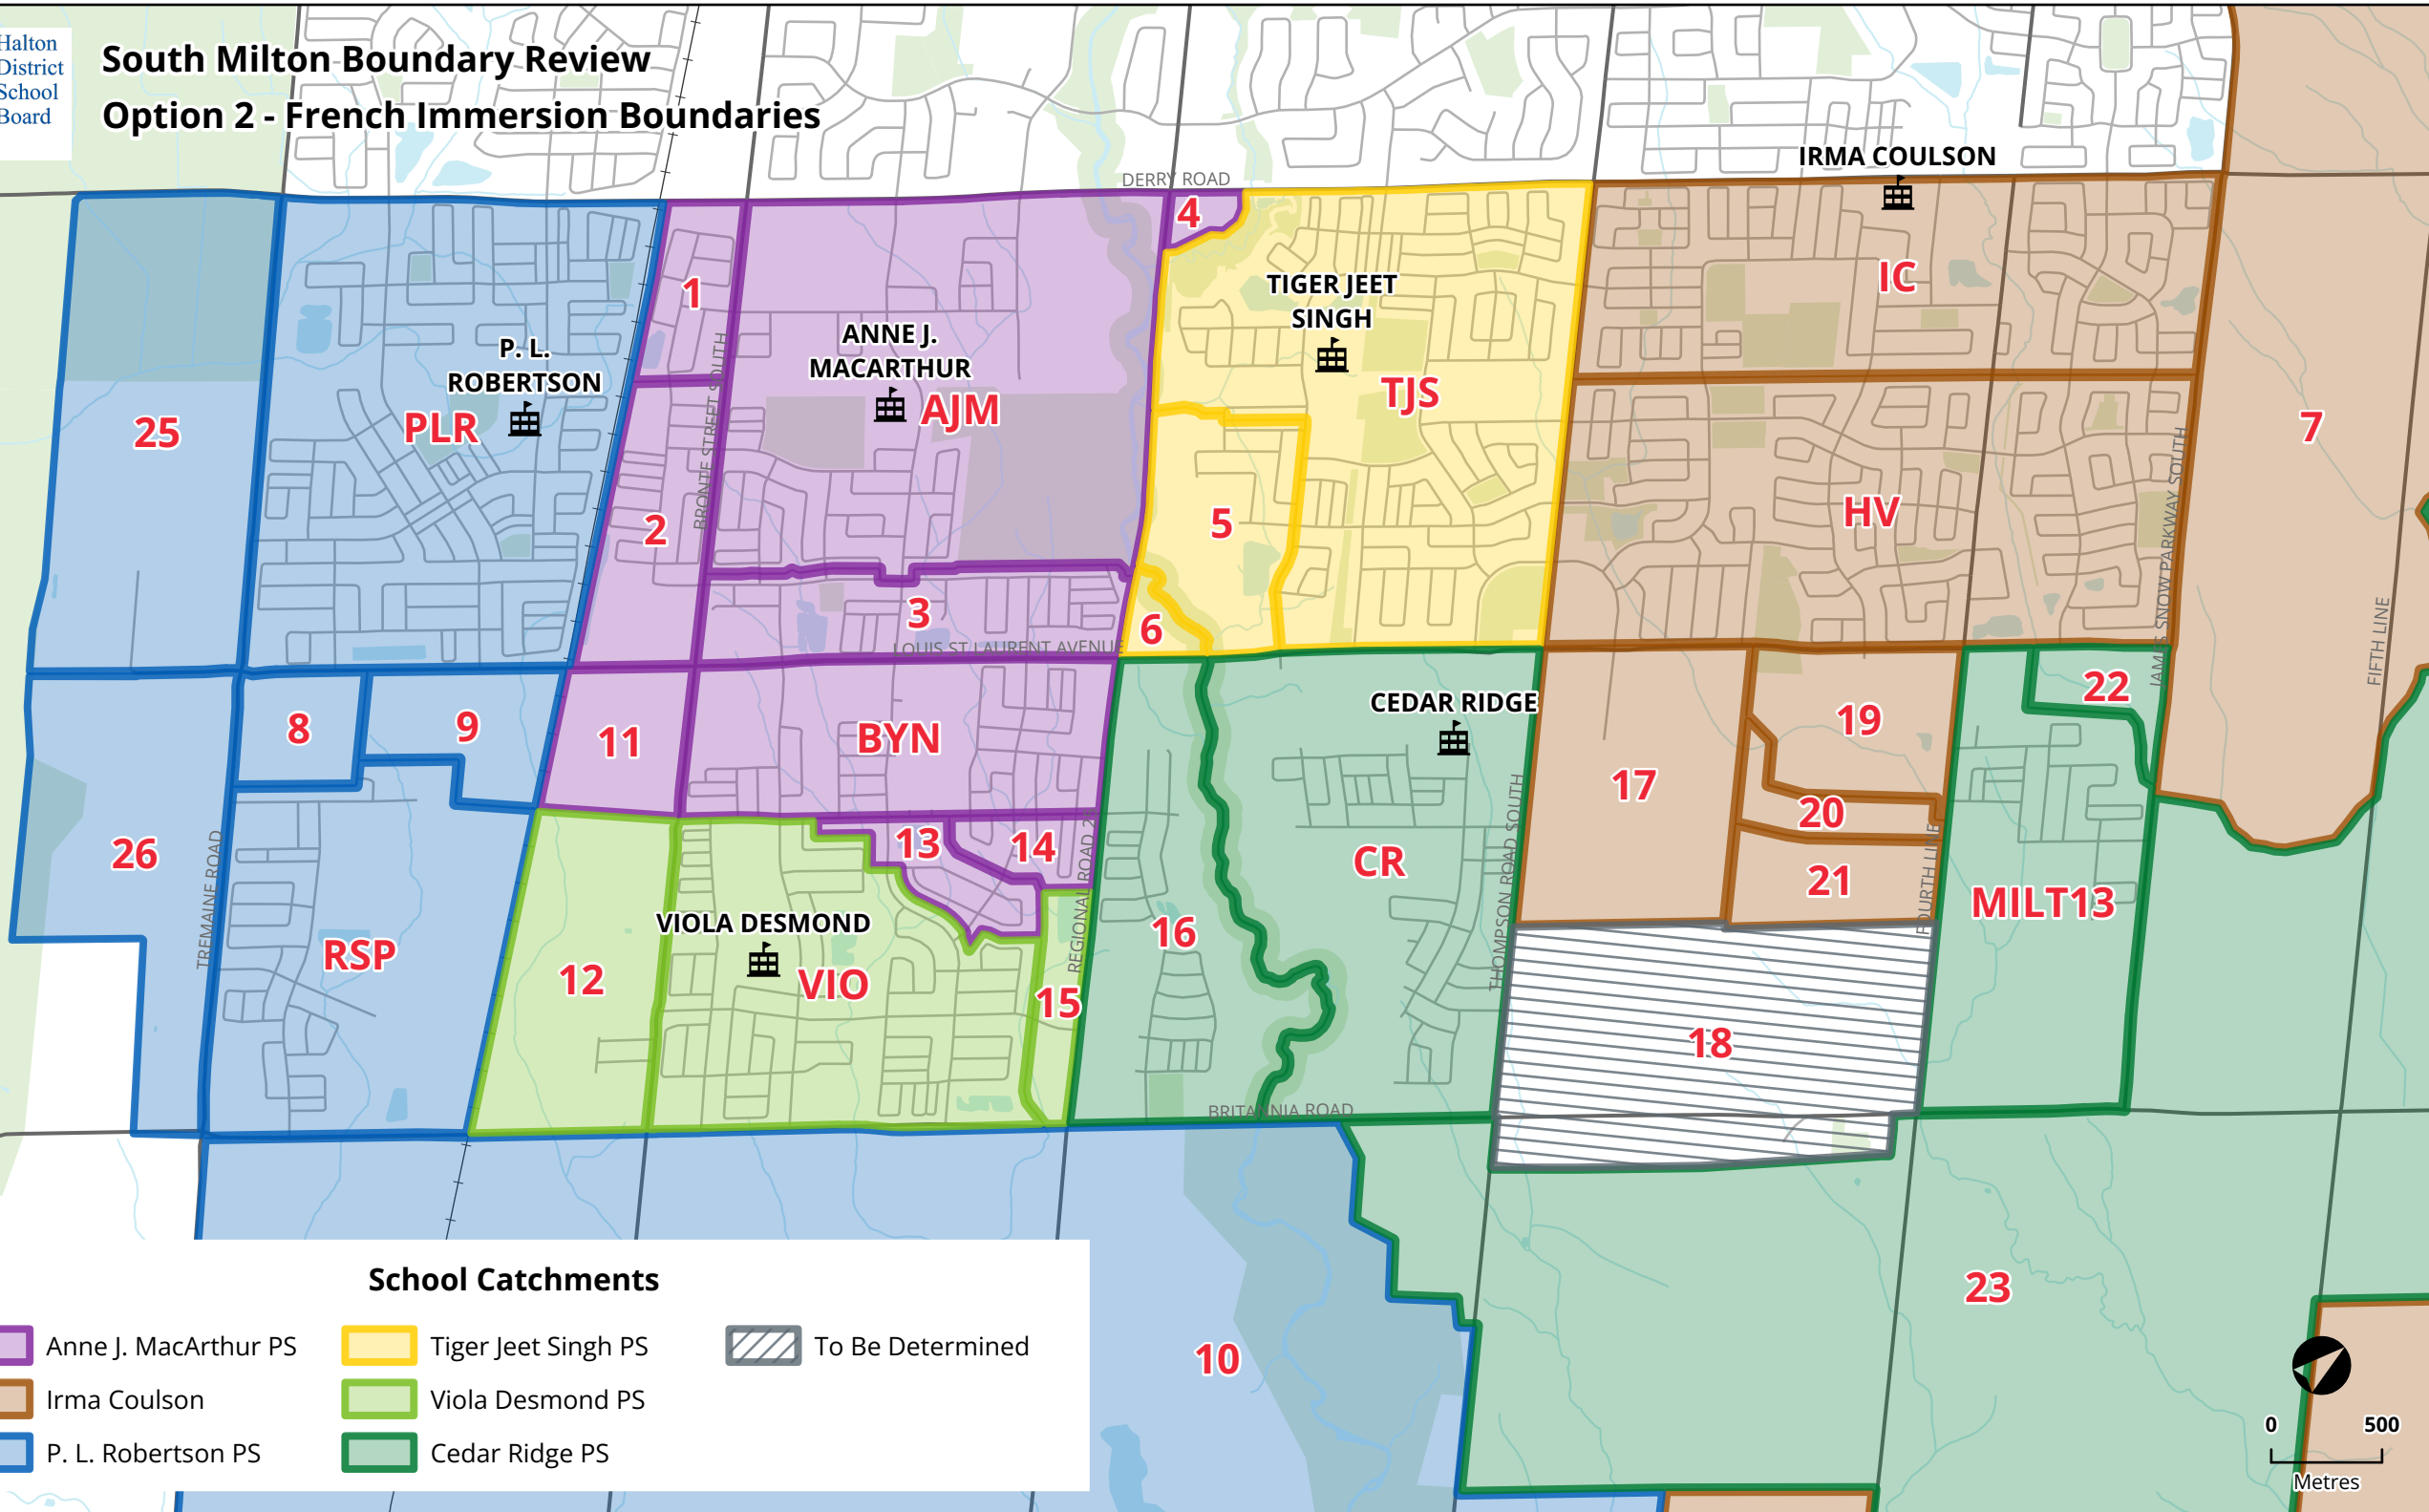 Halton
District
School
Board
South Milton Boundary Review
Option 2 - French Immersion Boundaries
DERRY ROAD
IRMA COULSON
4
IC
1
TIGER JEET
SINGH
TJS
ANNE J.
MACARTHUR
AJM
P. L.
ROBERTSON
PLR
25
7
2
BRONTE STREET SOUTH
5
HV
JAMES SNOW PARKWAY SOUTH
3
6
LOUIS ST LAURENT AVENUE
FIFTH LINE
8
9
11
BYN
CEDAR RIDGE
22
19
17
20
13
14
26
CR
21
MILT13
TREMAINE ROAD
REGIONAL ROAD 25
THOMPSON ROAD SOUTH
FOURTH LINE
VIOLA DESMOND
16
RSP
12
VIO
15
18
BRITANNIA ROAD
23
10
School Catchments
Anne J. MacArthur PS
Irma Coulson
P. L. Robertson PS
Tiger Jeet Singh PS
Viola Desmond PS
Cedar Ridge PS
To Be Determined
0 500
Metres